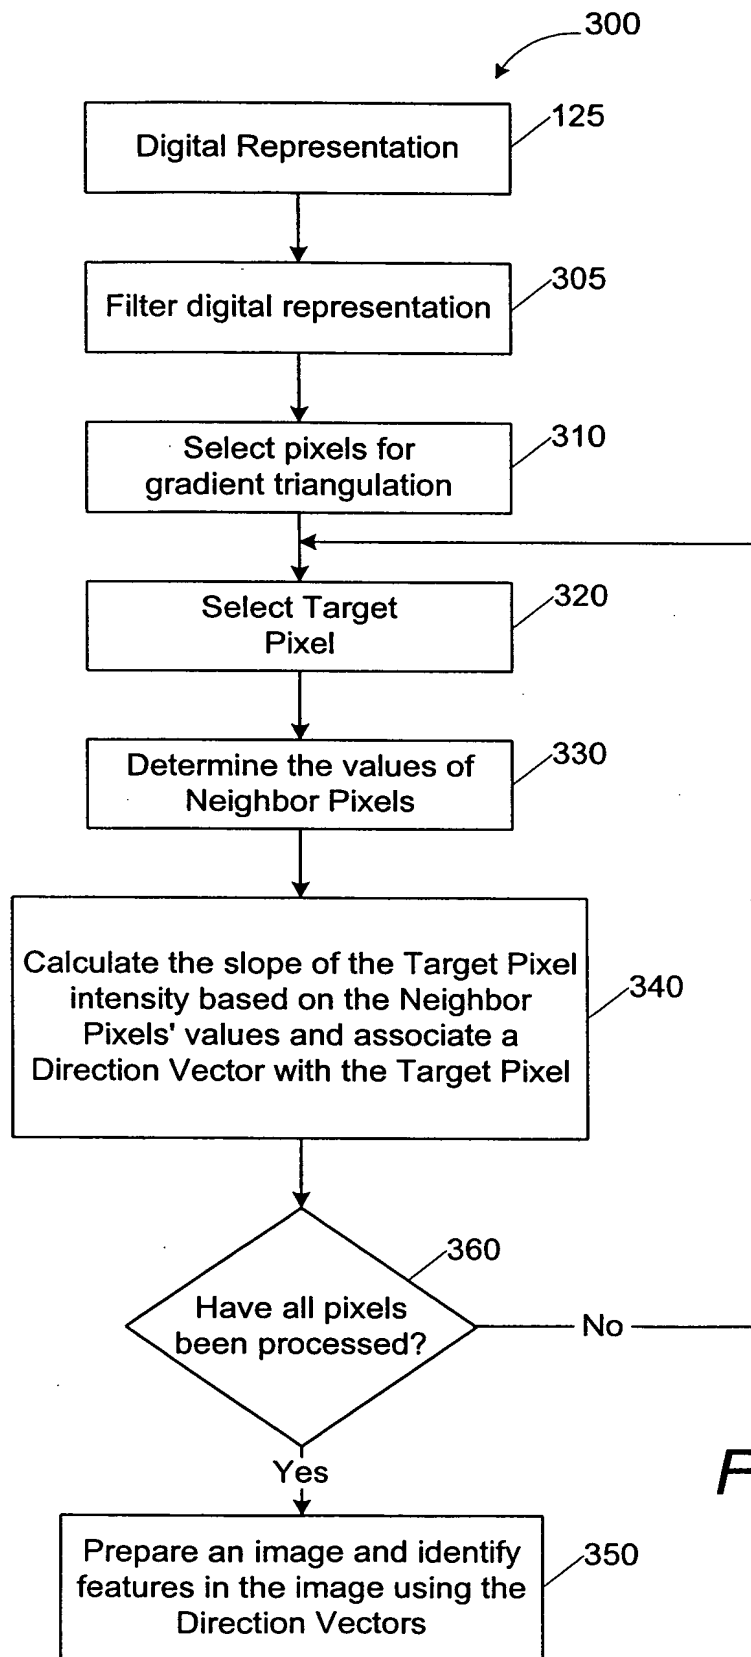 300
Digital Representation
125
Filter digital representation
305
Select pixels for
gradient triangulation
310
Select Target
Pixel
320
Determine the values of
Neighbor Pixels
330
Calculate the slope of the Target Pixel
intensity based on the Neighbor
Pixels' values and associate a
Direction Vector with the Target Pixel
340
360
Have all pixels
been processed?
No
Yes
F
Prepare an image and identify
features in the image using the
Direction Vectors
350